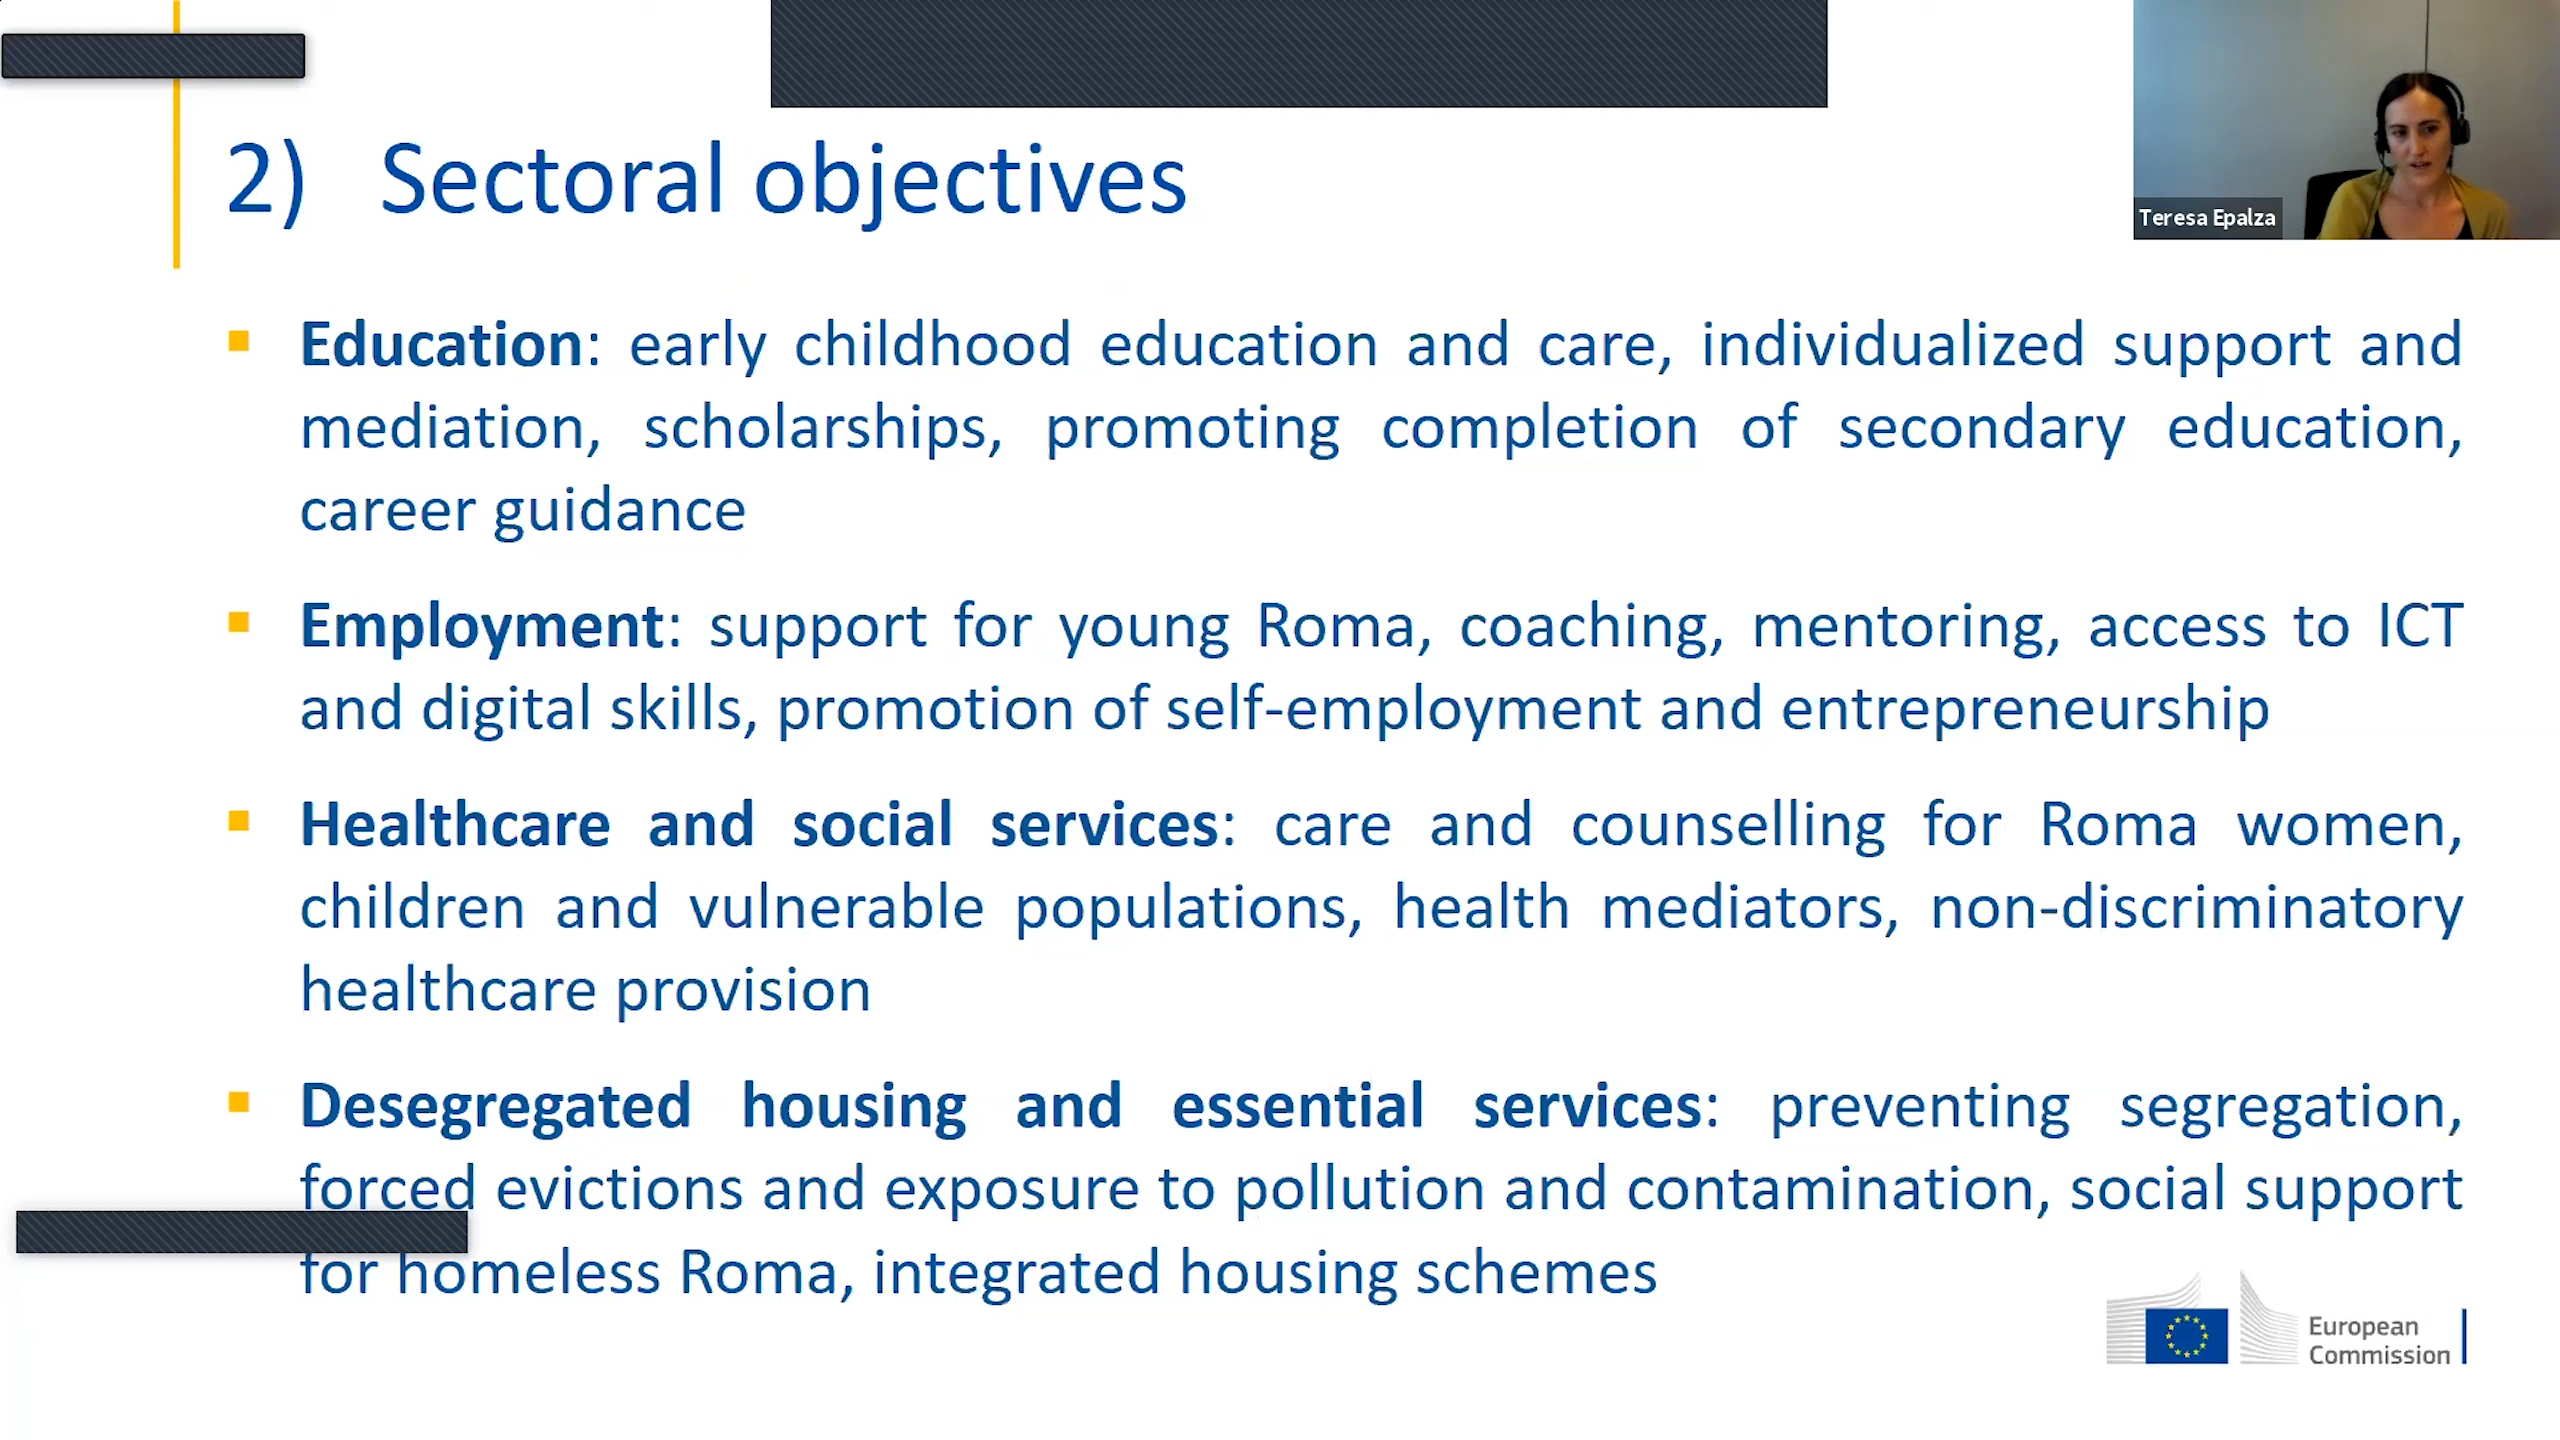 2) Sectoral objectives
Teresa Epalza
▪ Education: early childhood education and care, individualized support and
mediation, scholarships, promoting completion of secondary education,
career guidance
▪ Employment: support for young Roma, coaching, mentoring, access to ICT
and digital skills, promotion of self-employment and entrepreneurship
▪ Healthcare and social services: care and counselling for Roma women,
children and vulnerable populations, health mediators, non-discriminatory
healthcare provision
▪ Desegregated housing and essential services: preventing segregation,
forced evictions and exposure to pollution and contamination, social support
for homeless Roma, integrated housing schemes
European
Commission